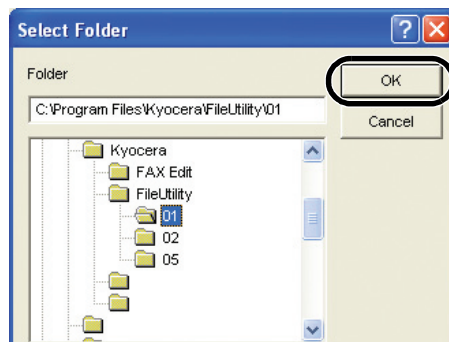 Select Folder
Folder
OK
C:\Program Files\Kyocera\FileUtility\01
Cancel
Kyocera
FAX Edit
FileUtility
01
02
05